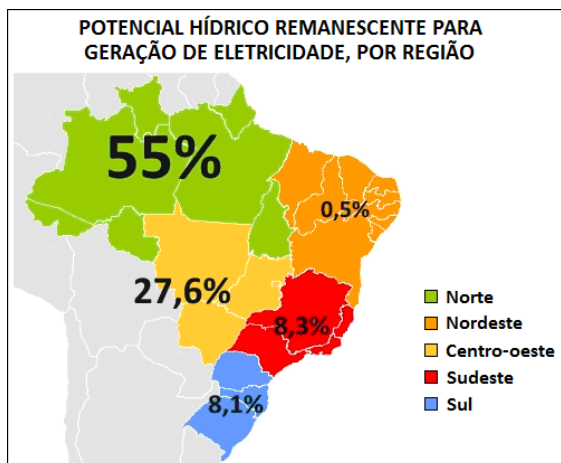 POTENCIAL HÍDRICO REMANESCENTE PARA
GERAÇÃO DE ELETRICIDADE, POR REGIÃO
55%
0,5%
27,6%
8,3%
8,1%
Norte
Nordeste
Centro-oeste
Sudeste
Sul